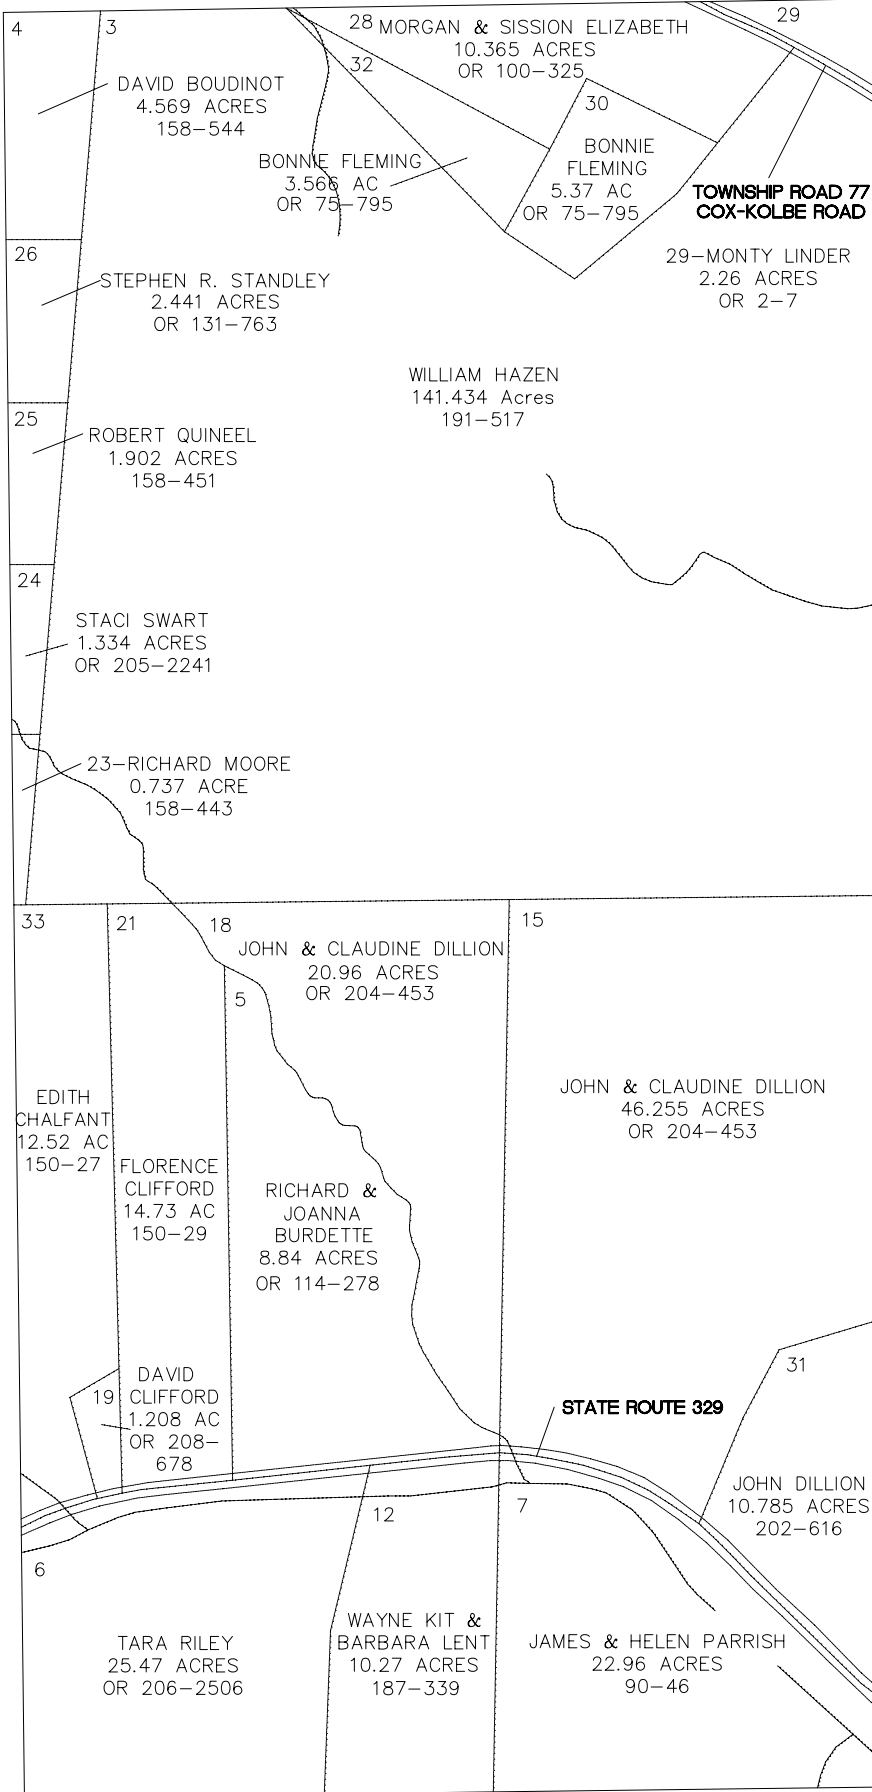 4
3
DAVID BOUDINOT
4.569 ACRES
158-544
28
MORGAN & SISSION ELIZABETH
10.365 ACRES
OR 100-325
29
32
30
BONNIE FLEMING
3.566 AC
OR 75-795
BONNIE
FLEMING
5.37 AC
OR 75-795
TOWNSHIP ROAD 77
COX-KOLBE ROAD
29-MONTY LINDER
2.26 ACRES
OR 2-7
26
STEPHEN R. STANDLEY
2.441 ACRES
OR 131-763
WILLIAM HAZEN
141.434 Acres
191-517
25
ROBERT QUINEEL
1.902 ACRES
158-451
24
STACI SWART
1.334 ACRES
OR 205-2241
23-RICHARD MOORE
0.737 ACRE
158-443
33
21
18
15
JOHN & CLAUDINE DILLION
20.96 ACRES
OR 204-453
5
EDITH
CHALFANT
12.52 AC
150-27
FLORENCE
CLIFFORD
14.73 AC
150-29
RICHARD &
JOANNA
BURDETTE
8.84 ACRES
OR 114-278
JOHN & CLAUDINE DILLION
46.255 ACRES
OR 204-453
31
19
DAVID
CLIFFORD
1.208 AC
OR 208-
678
STATE ROUTE 329
JOHN DILLION
10.785 ACRES
202-616
6
12
7
TARA RILEY
25.47 ACRES
OR 206-2506
WAYNE KIT &
BARBARA LENT
10.27 ACRES
187-339
JAMES & HELEN PARRISH
22.96 ACRES
90-46